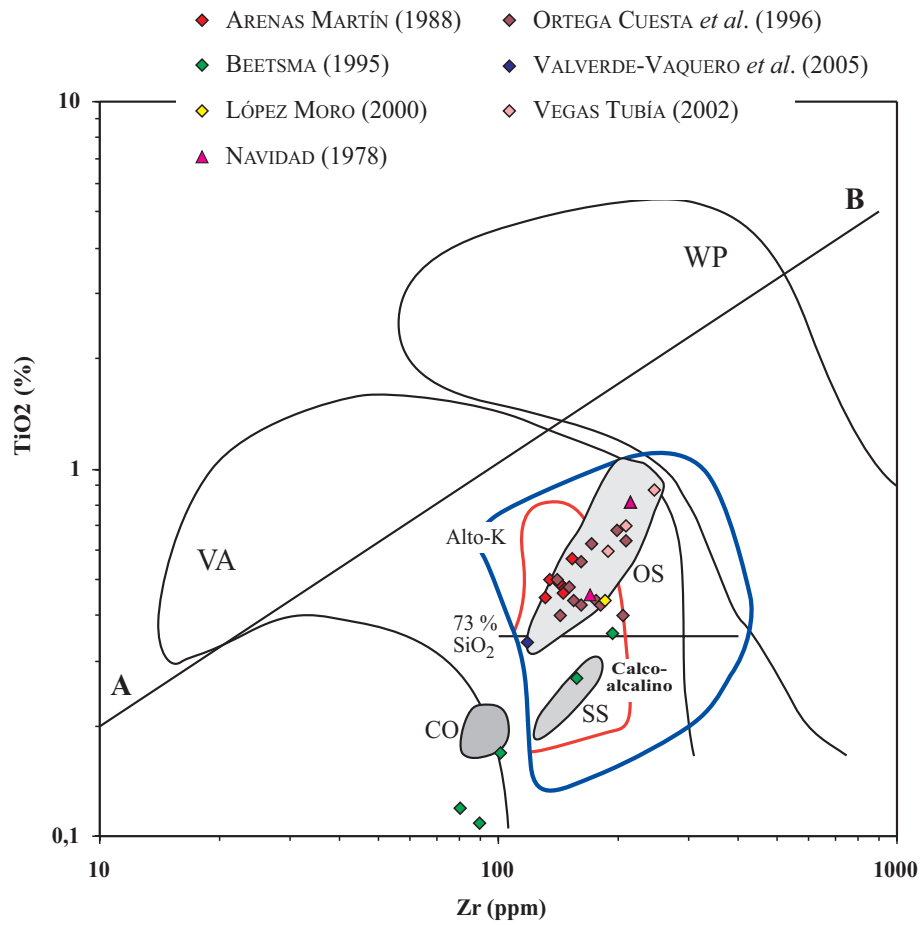 ARENAS MARTÍN (1988)
BEETSMA (1995)
LÓPEZ MORO (2000)
NAVIDAD (1978)
ORTEGA CUESTA et al. (1996)
VALVERDE-VAQUERO et al. (2005)
VEGAS TUBÍA (2002)
TiO2 (%)
10
1
0,1
B
WP
VA
Alto-K
OS
73 %
SiO₂
A
Calco-
alcalino
CO
SS
10
100
1000
Zr (ppm)